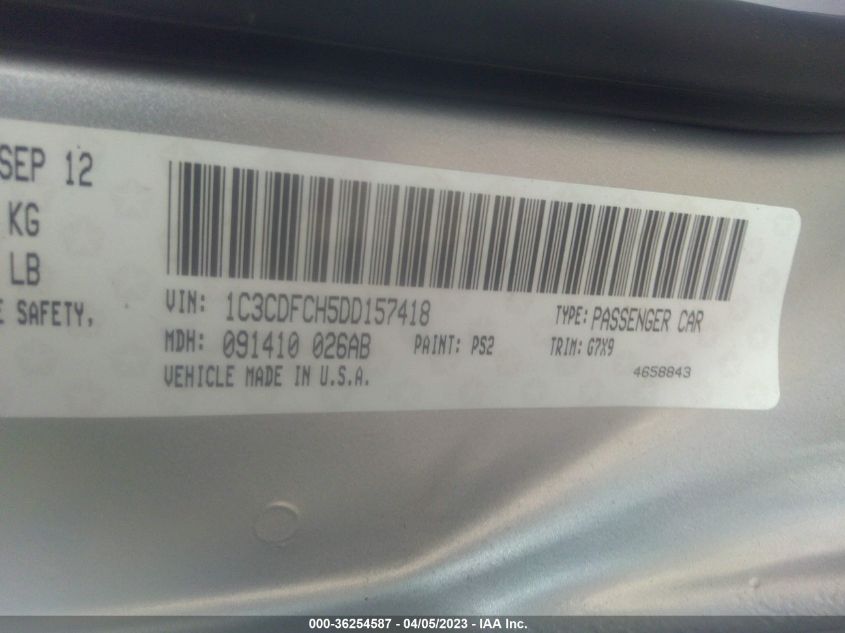 SEP 12
KG
LB
E SAFETY,
VIN: 1C3CDFCH5DD157418 TYPE: PASSENGER CAR
MDH: 091410 026AB PAINT: PS2 TRIM: G7X9
VEHICLE MADE IN U.S.A. 4658843
000-36254587 - 04/05/2023 - IAA Inc.